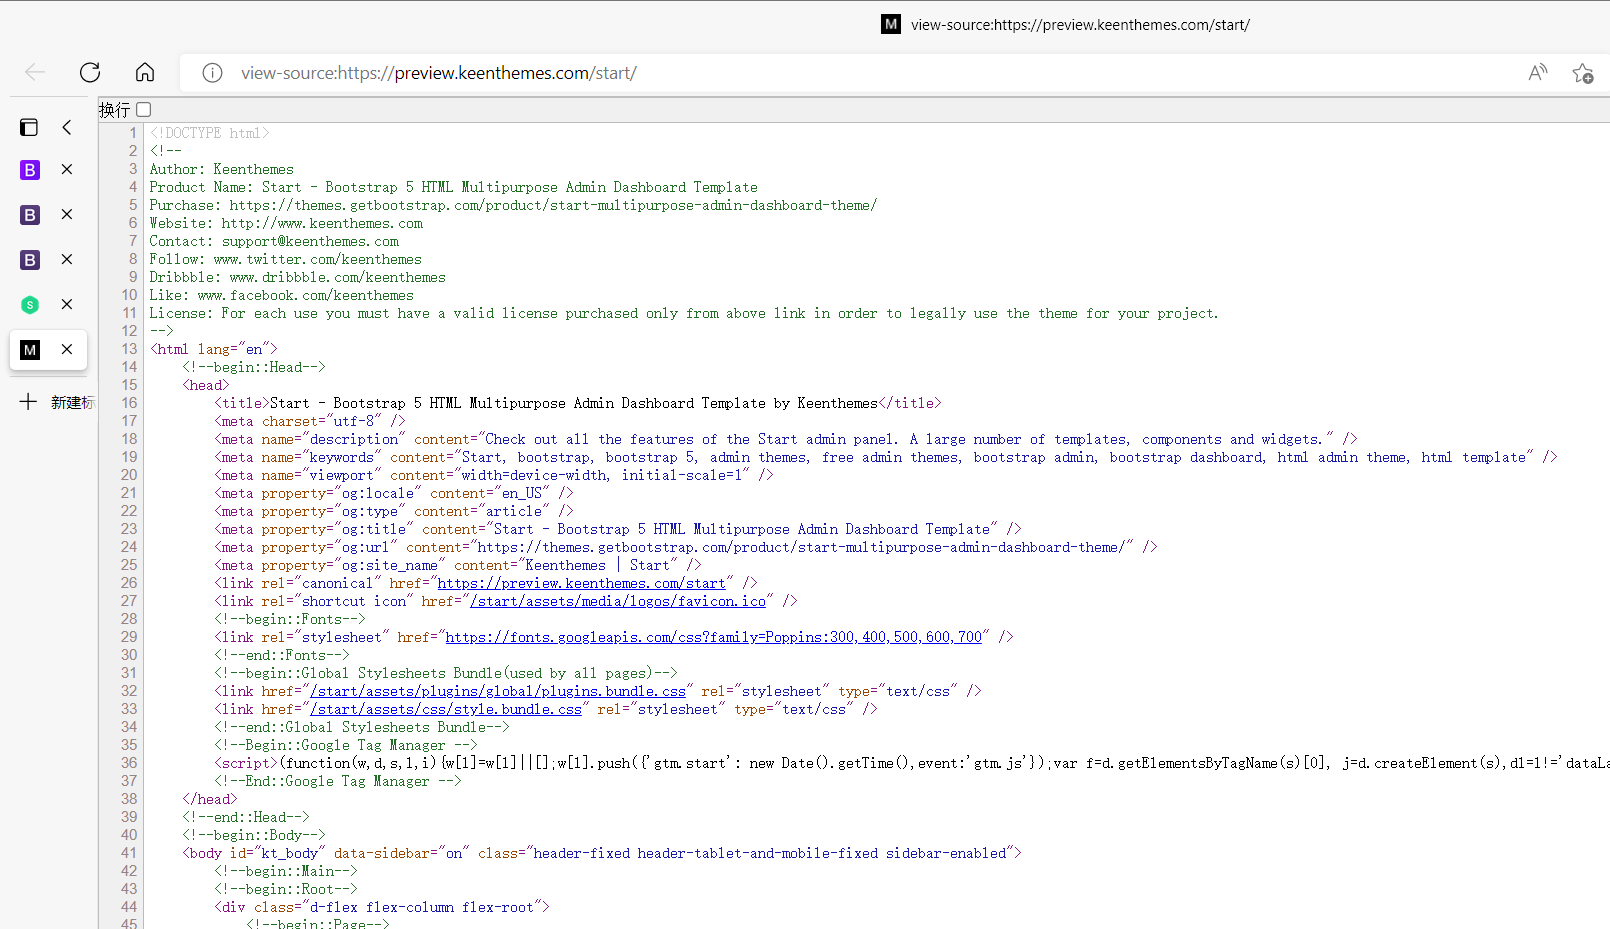 M view-source:https://preview.keenthemes.com/start/
view-source:https://preview.keenthemes.com/start/
换行
1 <!DOCTYPE html>
2 <!--
3 Author: Keenthemes
4 Product Name: Start - Bootstrap 5 HTML Multipurpose Admin Dashboard Template
5 Purchase: https://themes.getbootstrap.com/product/start-multipurpose-admin-dashboard-theme/
6 Website: http://www.keenthemes.com
7 Contact: support@keenthemes.com
8 Follow: www.twitter.com/keenthemes
9 Dribbble: www.dribbble.com/keenthemes
10 Like: www.facebook.com/keenthemes
11 License: For each use you must have a valid license purchased only from above link in order to legally use the theme for your project.
12 -->
13 <html lang="en">
14 <!--begin::Head-->
15 <head>
16 <title>Start - Bootstrap 5 HTML Multipurpose Admin Dashboard Template by Keenthemes</title>
17 <meta charset="utf-8" />
18 <meta name="description" content="Check out all the features of the Start admin panel. A large number of templates, components and widgets." />
19 <meta name="keywords" content="Start, bootstrap, bootstrap 5, admin themes, free admin themes, bootstrap admin, bootstrap dashboard, html admin theme, html template" />
20 <meta name="viewport" content="width=device-width, initial-scale=1" />
21 <meta property="og:locale" content="en_US" />
22 <meta property="og:type" content="article" />
23 <meta property="og:title" content="Start - Bootstrap 5 HTML Multipurpose Admin Dashboard Template" />
24 <meta property="og:url" content="https://themes.getbootstrap.com/product/start-multipurpose-admin-dashboard-theme/" />
25 <meta property="og:site_name" content="Keenthemes | Start" />
26 <link rel="canonical" href="https://preview.keenthemes.com/start" />
27 <link rel="shortcut icon" href="/start/assets/media/logos/favicon.ico" />
28 <!--begin::Fonts-->
29 <link rel="stylesheet" href="https://fonts.googleapis.com/css?family=Poppins:300,400,500,600,700" />
30 <!--end::Fonts-->
31 <!--begin::Global Stylesheets Bundle(used by all pages)-->
32 <link href="/start/assets/plugins/global/plugins.bundle.css" rel="stylesheet" type="text/css" />
33 <link href="/start/assets/css/style.bundle.css" rel="stylesheet" type="text/css" />
34 <!--end::Global Stylesheets Bundle-->
35 <!--Begin::Google Tag Manager -->
36 <script>(function(w,d,s,l,i){w[l]=w[l]||[];w[l].push({'gtm.start': new Date().getTime(),event:'gtm.js'});var f=d.getElementsByTagName(s)[0], j=d.createElement(s),dl=l!='dataLa
37 <!--End::Google Tag Manager -->
38 </head>
39 <!--end::Head-->
40 <!--begin::Body-->
41 <body id="kt_body" data-sidebar="on" class="header-fixed header-tablet-and-mobile-fixed sidebar-enabled">
42 <!--begin::Main-->
43 <!--begin::Root-->
44 <div class="d-flex flex-column flex-root">
45 <!--begin::Page-->
B
B
B
S
M
新建标